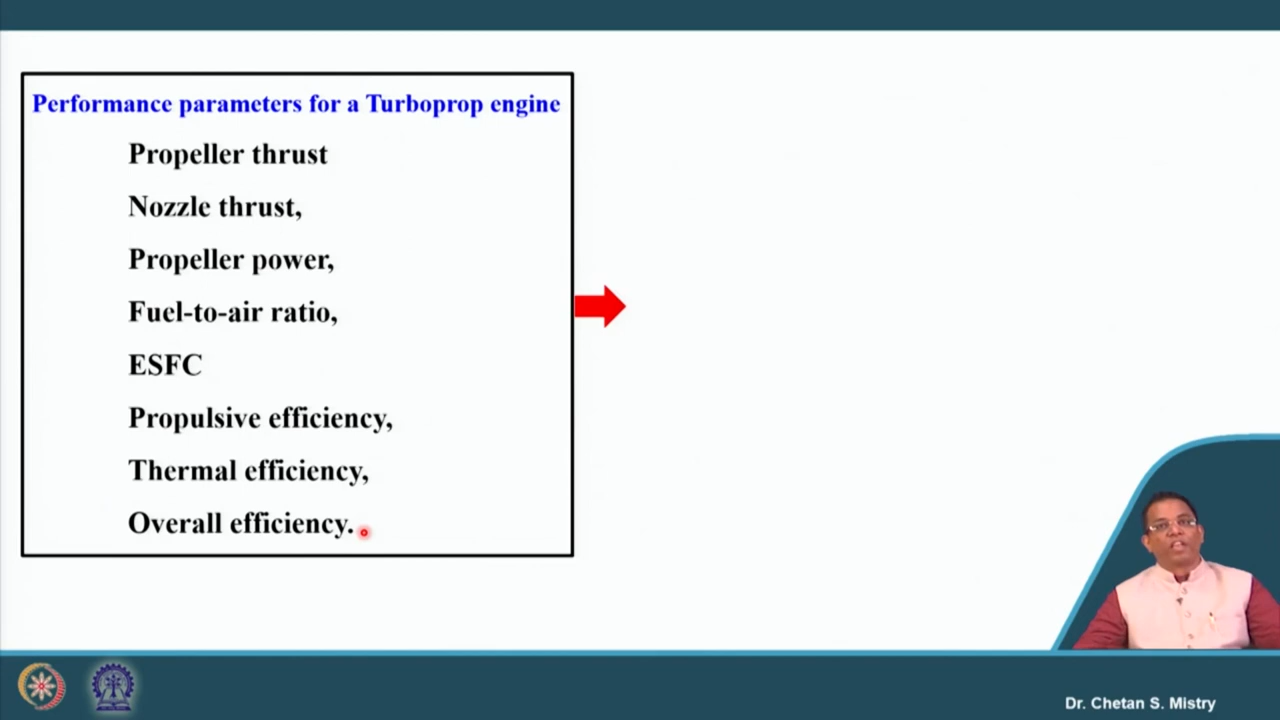 Performance parameters for a Turboprop engine
Propeller thrust
Nozzle thrust,
Propeller power,
Fuel-to-air ratio,
ESFC
Propulsive efficiency,
Thermal efficiency,
Overall efficiency.
Dr. Chetan S. Mistry